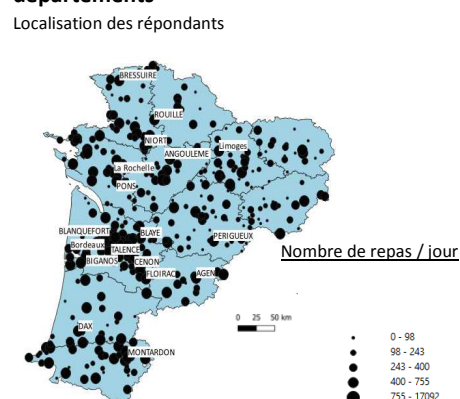 départements
Localisation des répondants
BRESSUIRE
ROUILLE
NIORT
ANGOULEME
Limoges
La Rochelle
PONS
BLANQUEFORT
BLAYE
PERIGUEUX
Bordeaux
TALENCE
Nombre de repas / jour
BIGANOS
CENON
FLOIRAC
AGEN
0 25 50 km
DAX
MONTARDON
0 - 98
98 - 243
243 - 400
400 - 755
755 - 17092